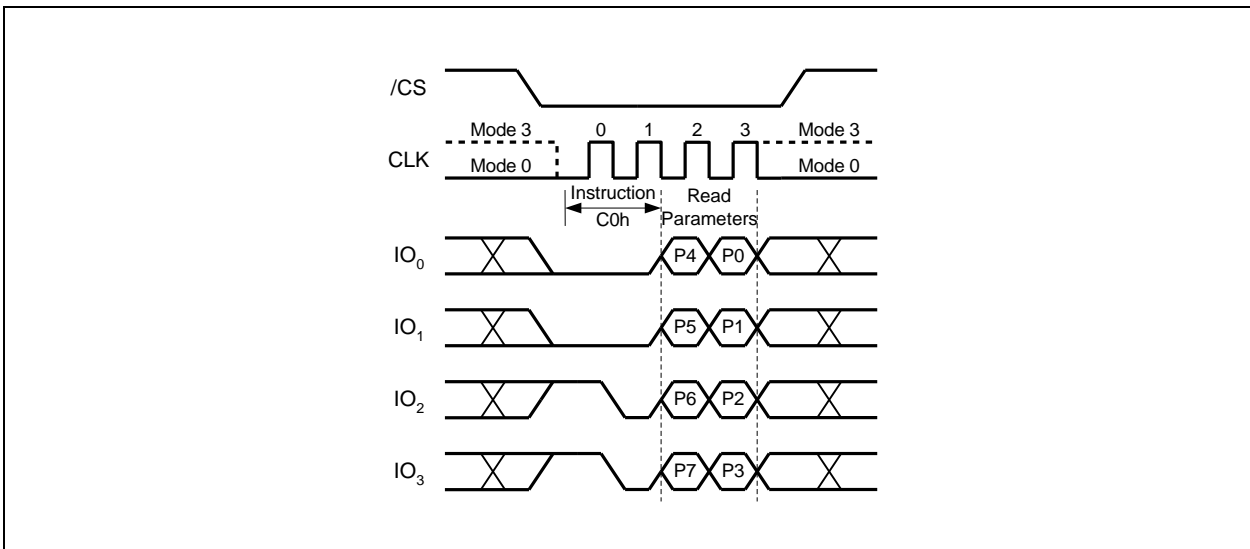 /CS
Mode 3 0 1 2 3 Mode 3
CLK Mode 0 Mode 0
Instruction Read
C0h Parameters
IO0 P4 P0
IO1 P5 P1
IO2 P6 P2
IO3 P7 P3